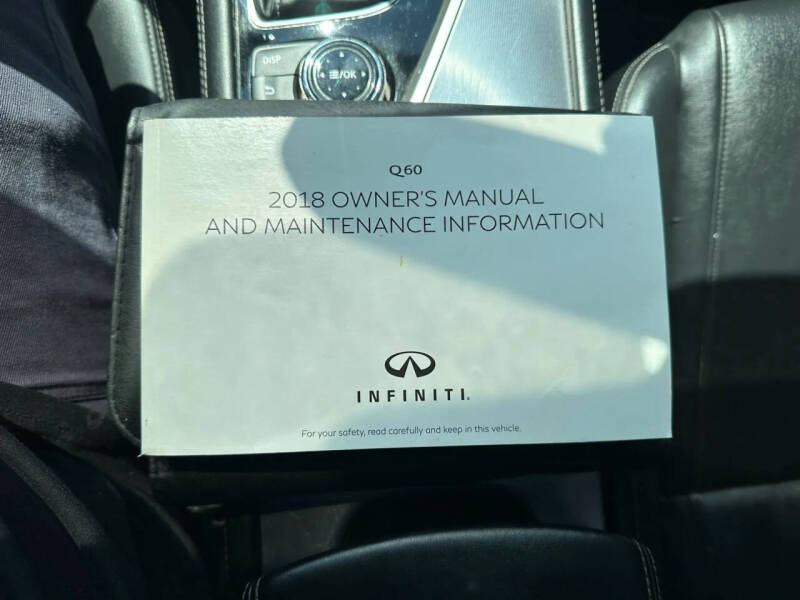 DISP
≔/OK
Q60
2018 OWNER'S MANUAL
AND MAINTENANCE INFORMATION
INFINITI®
For your safety, read carefully and keep in this vehicle.